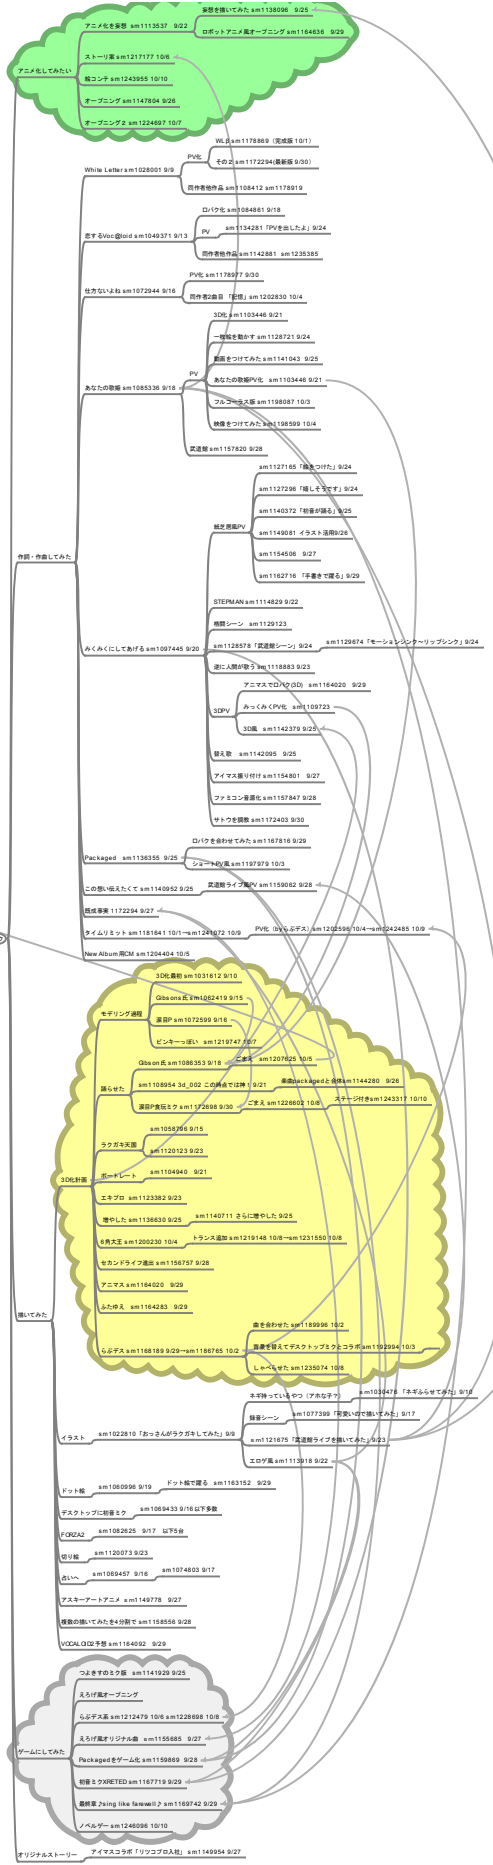 妄想を描いてみた sm1138096 9/25
アニメ化を妄想 sm1113537 9/22
ロボットアニメ風オープニング sm1164636 9/29
ストーリ案 sm1217177 10/6
アニメ化してみたい
絵コンテ sm1243955 10/10
オープニング sm1147804 9/26
オープニング2 sm1224697 10/7
WLβ sm1178869（完成版 10/1）
PV化
その2 sm1172294(最新版 9/30)
White Letter sm1028001 9/9
同作者他作品 sm1108412 sm1178919
ロパク化 sm1084861 9/18
PV
sm1134281「PVを出したよ」9/24
恋するVoc@loid sm1049371 9/13
同作者他作品 sm1142881 sm1235385
PV化 sm1178977 9/30
仕方ないよね sm1072944 9/16
同作者2曲目 「記憶」sm1202830 10/4
3D化 sm1103446 9/21
一枚絵を動かす sm1128721 9/24
動画をつけてみた sm1141043 9/25
PV
あなたの歌姫PV化 sm1103446 9/21
あなたの歌姫 sm1085336 9/18
フルコーラス版 sm1198087 10/3
映像をつけてみた sm1198599 10/4
武道館 sm1157820 9/28
sm1127165「絵をつけた」9/24
sm1127296「嬉しそうです」9/24
sm1140372「初音が踊る」9/25
紙芝居風PV
sm1149081 イラスト活用9/26
sm1154506 9/27
作詞・作曲してみた
sm1162716 「手書きで躍る」9/29
STEPMAN sm1114829 9/22
格闘シーン sm1129123
みくみくにしてあげる sm1097445 9/20
sm1128578「武道館シーン」9/24
sm1129674「モーションシンク～リップシンク」9/24
逆に人間が歌う sm1118883 9/23
アニマスでロパク(3D) sm1164020 9/29
3DPV
みっくみくPV化 sm1109723
3D風 sm1142379 9/25
替え歌 sm1142095 9/25
アイマス振り付け sm1154801 9/27
ファミコン音源化 sm1157847 9/28
サトウを調教 sm1172403 9/30
ロパクを合わせてみた sm1167816 9/29
Packaged sm1136355 9/25
ショートPV風 sm1197979 10/3
この想い伝えたくて sm1140952 9/25
武道館ライブ風PV sm1159062 9/28
既成事実 1172294 9/27
タイムリミット sm1181641 10/1→sm1241072 10/9
PV化（byらぶデス）sm1202596 10/4→sm1242485 10/9
New Album用CM sm1204404 10/5
3D化最初 sm1031612 9/10
Gibsons氏 sm1062419 9/15
モデリング過程
涙目P sm1072599 9/16
ピンキーっぽい sm1219747 10/7
Gibson氏 sm1086353 9/18
ごまえ sm1207625 10/5
踊らせた
sm1108954 3d_002 この時点では神！ 9/21
楽曲packagedと合体sm1144280 9/26
涙目P食玩ミク sm1172698 9/30
ごまえ sm1226602 10/8
ステージ付きsm1243317 10/10
sm1058796 9/15
ラクガキ天国
sm1120123 9/23
ポートレート
sm1104940 9/21
3D化計画
エキプロ sm1123382 9/23
増やした sm1136630 9/25
sm1140711 さらに増やした 9/25
6角大王 sm1200230 10/4
トランス追加 sm1219148 10/8→sm1231550 10/8
セカンドライフ進出 sm1156757 9/28
アニマス sm1164020 9/29
ふたゆえ sm1164283 9/29
描いてみた
曲を合わせた sm1189996 10/2
らぶデス sm1168189 9/29→sm1186765 10/2
背景を替えてデスクトップミクとコラボ sm1192994 10/3
しゃべらせた sm1235074 10/8
ネギ持っているやつ（アホな子？）
sm1030476 「ネギふらせてみた」9/10
録音シーン
sm1077399「可愛いので描いてみた」9/17
イラスト
sm1022810「おっさんがラクガキしてみた」9/9
sm1121675「武道館ライブを描いてみた」9/23
エロゲ風 sm1113918 9/22
ドット絵
sm1060996 9/19
ドット絵で躍る sm1163152 9/29
デスクトップに初音ミク
sm1069433 9/16以下多数
FORZA2
sm1082625 9/17 以下5台
切り絵
sm1120073 9/23
占いへ
sm1069457 9/16
sm1074803 9/17
アスキーアートアニメ sm1149778 9/27
複数の描いてみたを4分割で sm1158556 9/28
VOCALOID2予想 sm1164092 9/29
つよきすのミク版 sm1141929 9/25
えろげ風オープニング
らぶデス系 sm1212479 10/6 sm1228698 10/8
えろげ風オリジナル曲 sm1155685 9/27
ゲームにしてみた
Packagedをゲーム化 sm1159869 9/28
初音ミクXRETED sm1167719 9/29
最終章♪sing like farewell♪ sm1169742 9/29
ノベルゲー sm1246096 10/10
オリジナルストーリー
アイマスコラボ「リツコプロ入社」 sm1149954 9/27